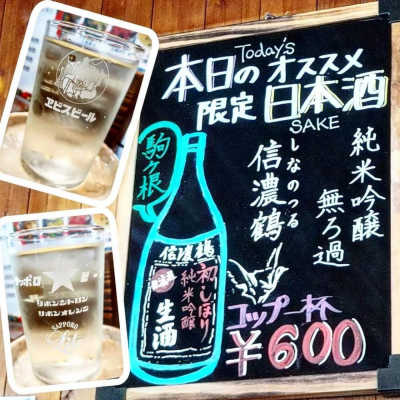 Today's
本日のオススメ
限定 日本酒
SAKE
純米吟醸
無ろ過
しなのつる
信濃鶴
駒ヶ根
信濃鶴
初しぼり
純米吟醸
生酒
コップ一杯
¥600
ヱビスビール
サッポロ
リボンシトロン
リボンオレンジ
SAPPORO